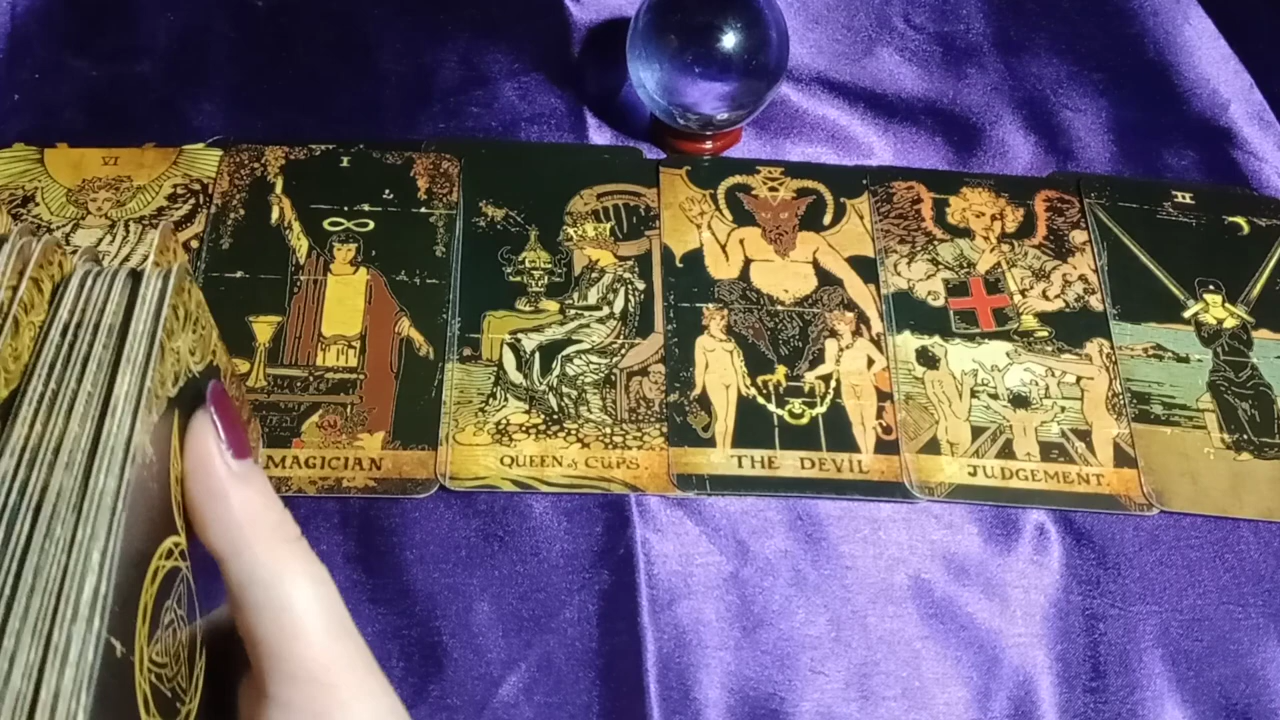 VI
I
MAGICIAN
QUEEN of CUPS.
THE DEVIL
JUDGEMENT.
II